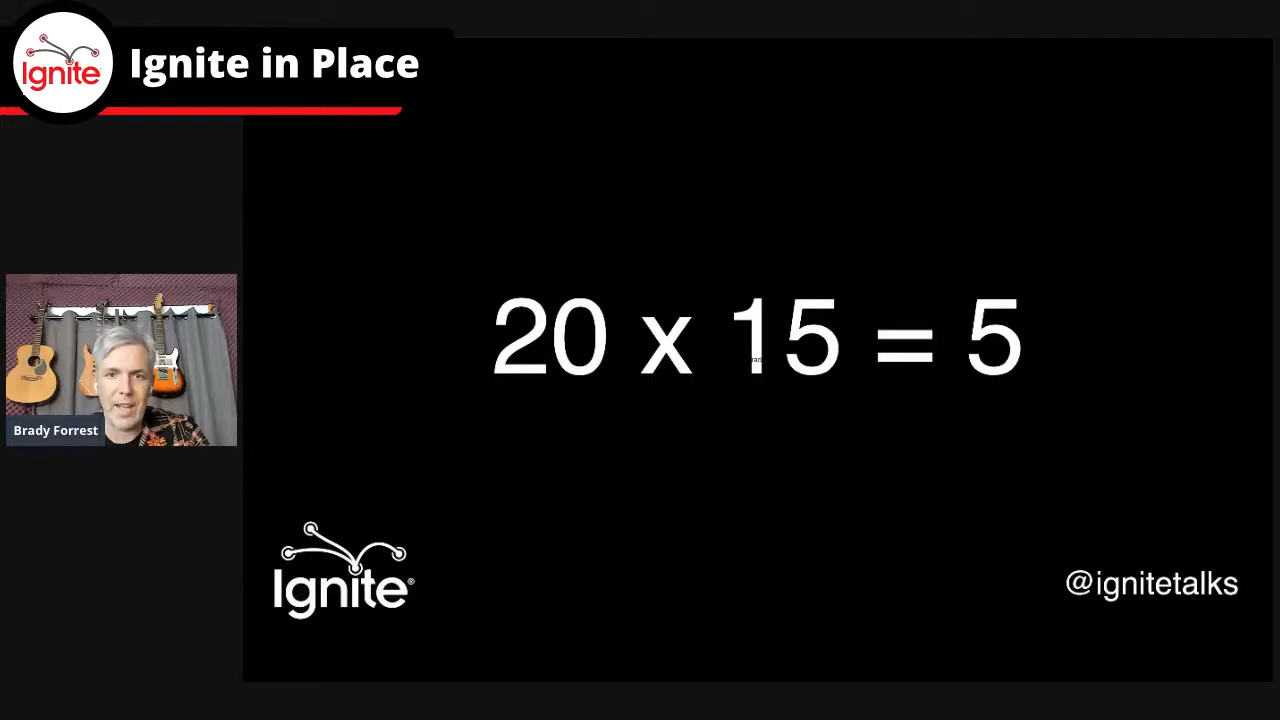 Ignite
Ignite in Place
20 x 15 = 5
Brady Forrest
Ignite®
@ignitetalks